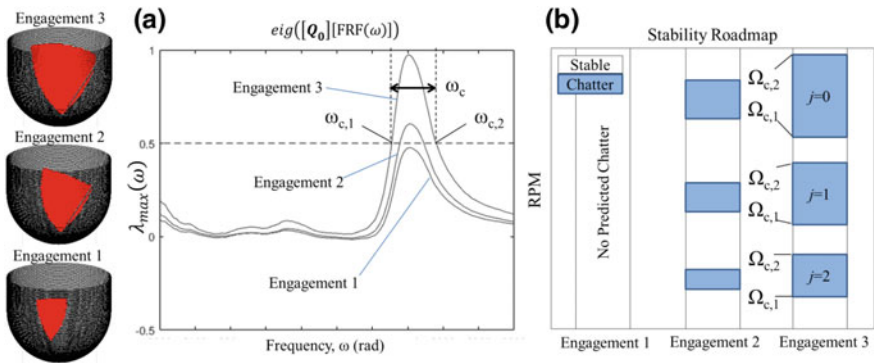 Engagement 3
Engagement 2
Engagement 1
(a)
eig([Q₀][FRF(ω)])
1
0.5
0
-0.5
λmax(ω)
Engagement 3
ωc
ωc,1
ωc,2
Engagement 2
Engagement 1
Frequency, ω (rad)
(b)
Stability Roadmap
Stable
Chatter
No Predicted Chatter
RPM
Ωc,2
Ωc,1
j=0
Ωc,2
Ωc,1
j=1
Ωc,2
Ωc,1
j=2
Engagement 1
Engagement 2
Engagement 3